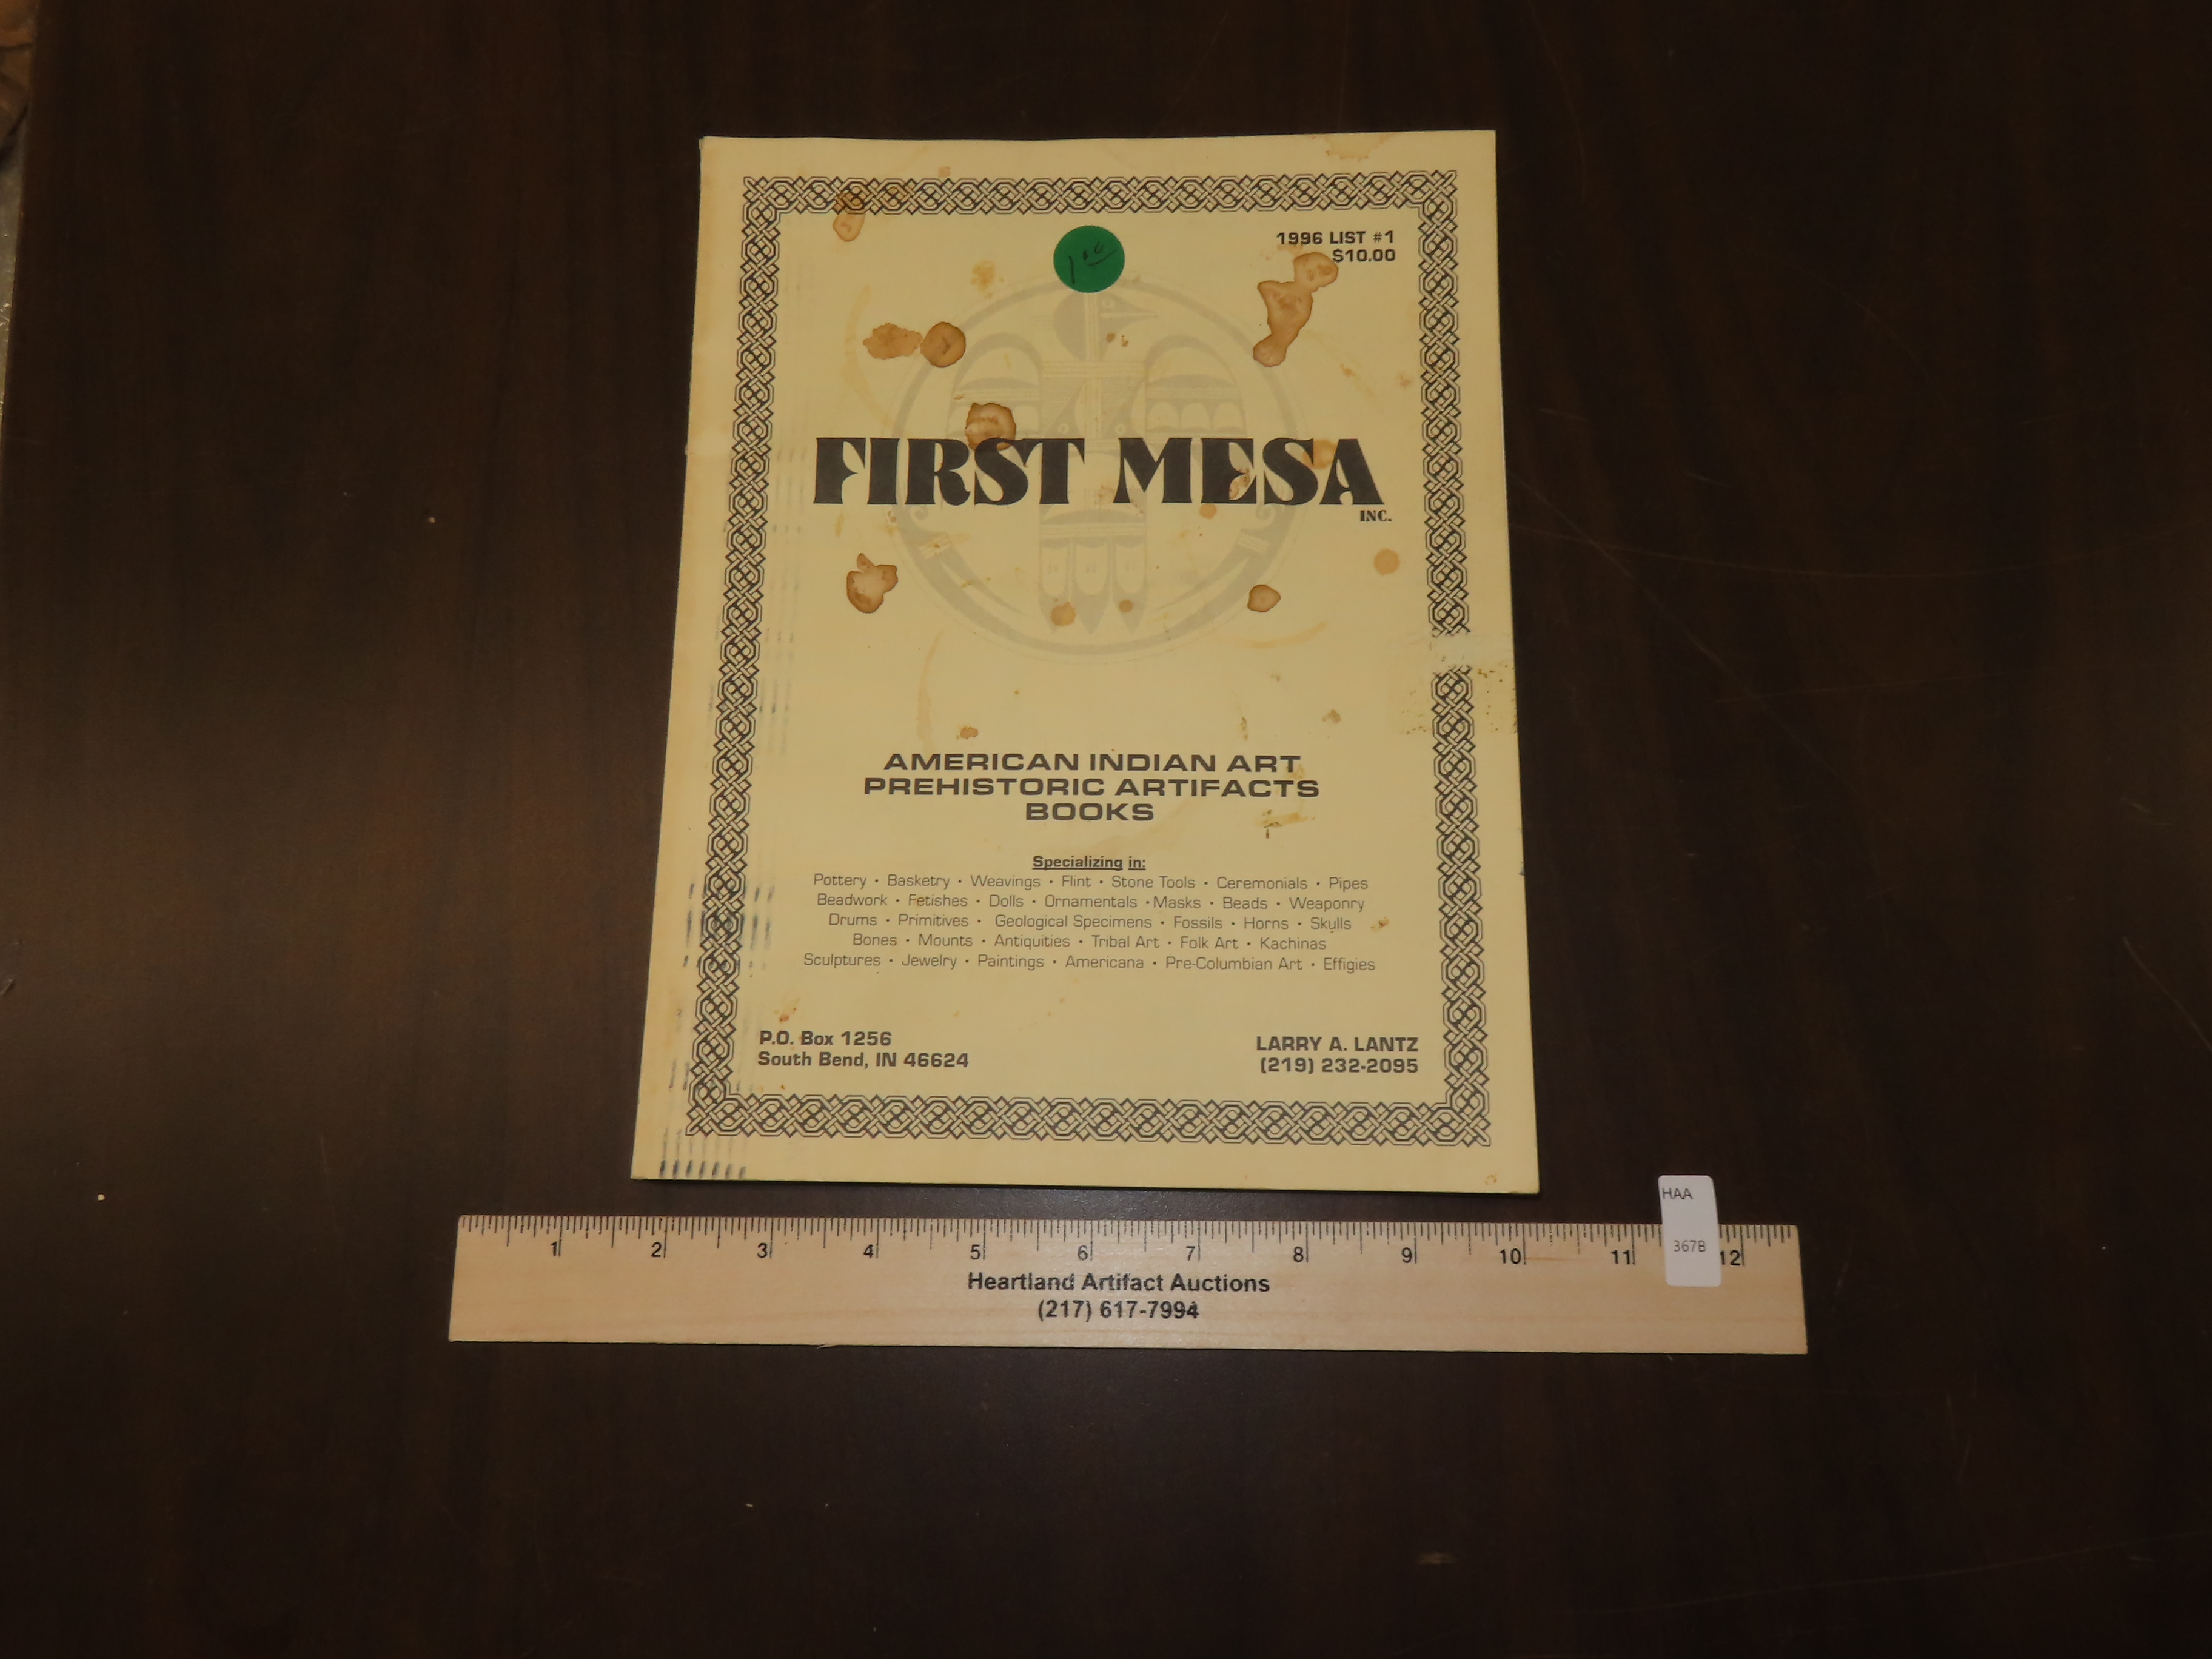 1996 LIST #1
$10.00
1.00
FIRST MESA
INC.
AMERICAN INDIAN ART
PREHISTORIC ARTIFACTS
BOOKS
Specializing in:
Pottery • Basketry • Weavings • Flint • Stone Tools • Ceremonials • Pipes
Beadwork • Fetishes • Dolls • Ornamentals • Masks • Beads • Weaponry
Drums • Primitives • Geological Specimens • Fossils • Horns • Skulls
Bones • Mounts • Antiquities • Tribal Art • Folk Art • Kachinas
Sculptures • Jewelry • Paintings • Americana • Pre-Columbian Art • Effigies
P.O. Box 1256
South Bend, IN 46624
LARRY A. LANTZ
(219) 232-2095
HAA
367B
1 2 3 4 5 6 7 8 9 10 11 12
Heartland Artifact Auctions
(217) 617-7994